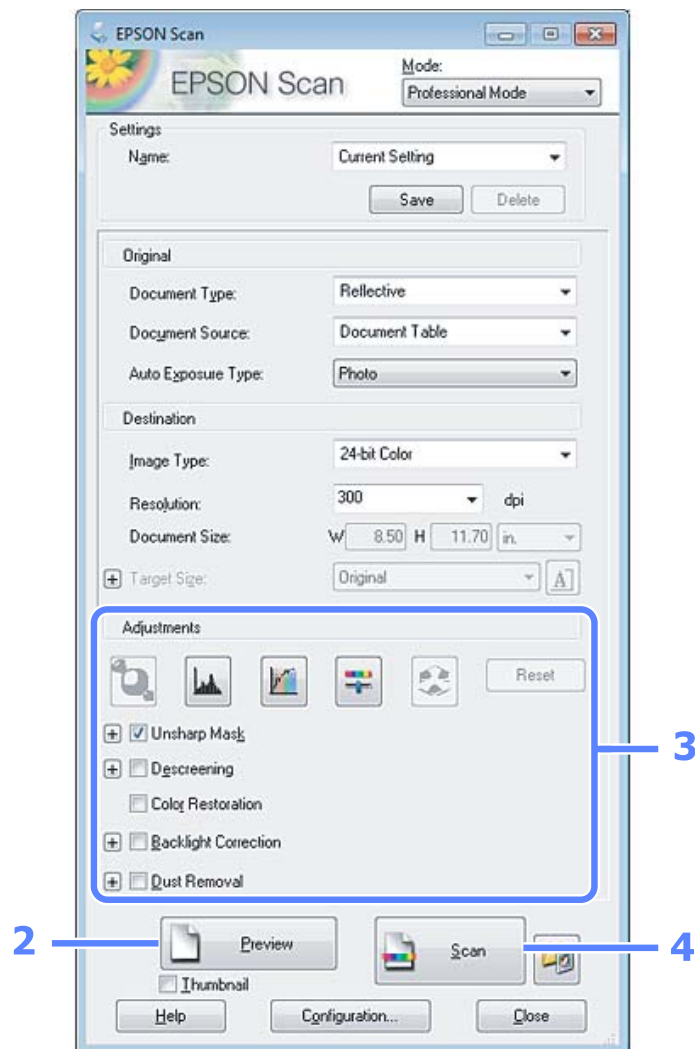 EPSON Scan
EPSON Scan
Mode:
Professional Mode
Settings
Name: Current Setting
Save Delete
Original
Document Type: Reflective
Document Source: Document Table
Auto Exposure Type: Photo
Destination
Image Type: 24-bit Color
Resolution: 300 dpi
Document Size: W 8.50 H 11.70 in.
+ Target Size: Original A
Adjustments
Reset
+ Unsharp Mask
3
+ Descreening
Color Restoration
+ Backlight Correction
+ Dust Removal
2 Preview Scan 4
Thumbnail
Help Configuration... Close